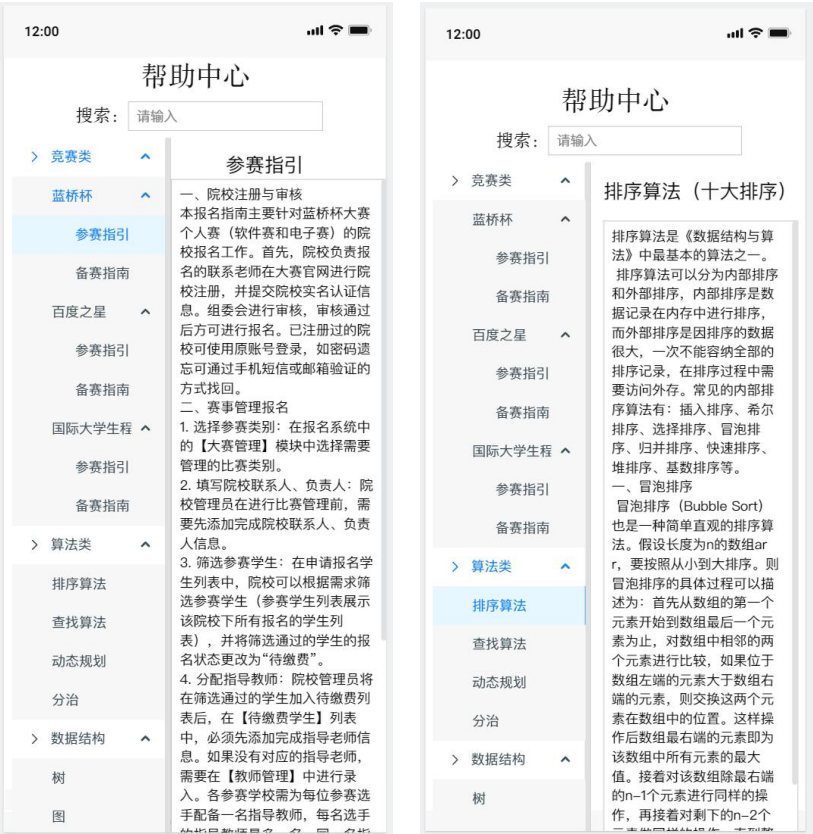 12:00
帮助中心
搜索：
请输入
竞赛类
蓝桥杯
参赛指引
备赛指南
百度之星
参赛指引
备赛指南
国际大学生程
参赛指引
备赛指南
算法类
排序算法
查找算法
动态规划
分治
数据结构
树
图
参赛指引
一、院校注册与审核
本报名指南主要针对蓝桥杯大赛
个人赛（软件赛和电子赛）的院
校报名工作。首先，院校负责报
名的联系老师在大赛官网进行院
校注册，并提交院校实名认证信
息。组委会进行审核，审核通过
后方可进行报名。已注册过的院
校可使用原账号登录，如密码遗
忘可通过手机短信或邮箱验证的
方式找回。
二、赛事管理报名
1. 选择参赛类别：在报名系统中
的【大赛管理】模块中选择需要
管理的比赛类别。
2. 填写院校联系人、负责人：院
校管理员在进行比赛管理前，需
要先添加完成院校联系人、负责
人信息。
3. 筛选参赛学生：在申请报名学
生列表中，院校可以根据需求筛
选参赛学生（参赛学生列表展示
该院校下所有报名的学生列
表），并将筛选通过的学生的报
名状态更改为“待缴费”。
4. 分配指导教师：院校管理员将
在筛选通过的学生加入待缴费列
表后，在【待缴费学生】列表
中，必须先添加完成指导老师信
息。如果没有对应的指导老师，
需要在【教师管理】中进行录
入。各参赛学校需为每位参赛选
手配备一名指导教师，每名选手
12:00
帮助中心
搜索：
请输入
竞赛类
蓝桥杯
参赛指引
备赛指南
百度之星
参赛指引
备赛指南
国际大学生程
参赛指引
备赛指南
算法类
排序算法
查找算法
动态规划
分治
数据结构
树
排序算法（十大排序）
排序算法是《数据结构与算
法》中最基本的算法之一。
排序算法可以分为内部排序
和外部排序，内部排序是数
据记录在内存中进行排序，
而外部排序是因排序的数据
很大，一次不能容纳全部的
排序记录，在排序过程中需
要访问外存。常见的内部排
序算法有：插入排序、希尔
排序、选择排序、冒泡排
序、归并排序、快速排序、
堆排序、基数排序等。
一、冒泡排序
冒泡排序（Bubble Sort）
也是一种简单直观的排序算
法。假设长度为n的数组ar
r，要按照从小到大排序。则
冒泡排序的具体过程可以描
述为：首先从数组的第一个
元素开始到数组最后一个元
素为止，对数组中相邻的两
个元素进行比较，如果位于
数组左端的元素大于数组右
端的元素，则交换这两个元
素在数组中的位置。这样操
作后数组最右端的元素即为
该数组中所有元素的最大
值。接着对该数组除最右端
的n-1个元素进行同样的操
作，再接着对剩下的n-2个